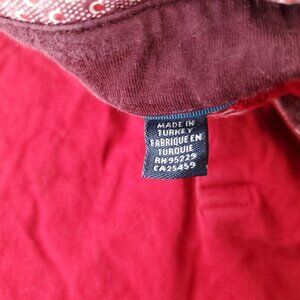 MADE IN
TURKEY
FABRIQUE EN
TURQUIE
RN 95229
CA 25459